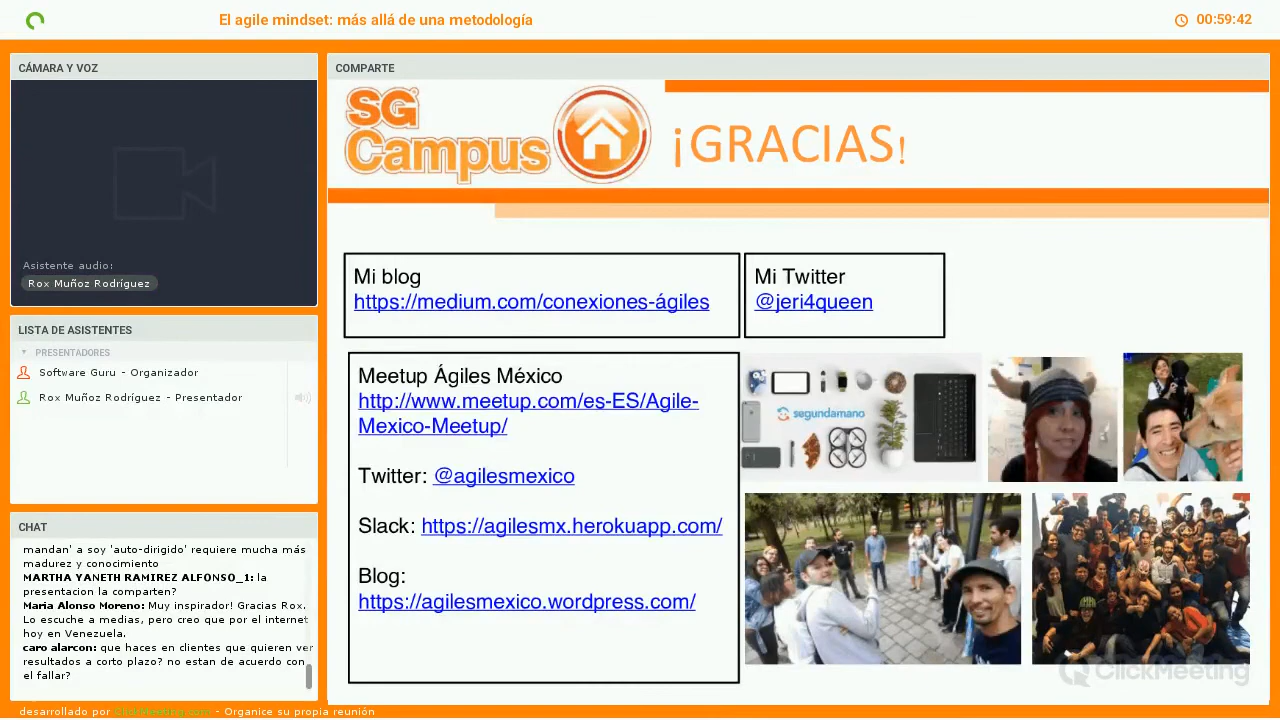 El agile mindset: más allá de una metodología
00:59:42
CÁMARA Y VOZ
Asistente audio:
Rox Muñoz Rodríguez
LISTA DE ASISTENTES
PRESENTADORES
Software Guru - Organizador
Rox Muñoz Rodríguez - Presentador
CHAT
mandan' a soy 'auto-dirigido' requiere mucha más
madurez y conocimiento
MARTHA YANETH RAMIREZ ALFONSO_1: la
presentacion la comparten?
Maria Alonso Moreno: Muy inspirador! Gracias Rox.
Lo escuche a medias, pero creo que por el internet
hoy en Venezuela.
caro alarcon: que haces en clientes que quieren ver
resultados a corto plazo? no estan de acuerdo con
el fallar?
COMPARTE
SG
Campus
¡GRACIAS!
Mi blog
https://medium.com/conexiones-ágiles
Mi Twitter
@jeri4queen
Meetup Ágiles México
http://www.meetup.com/es-ES/Agile-
Mexico-Meetup/
Twitter: @agilesmexico
Slack: https://agilesmx.herokuapp.com/
Blog:
https://agilesmexico.wordpress.com/
segundamano
ClickMeeting
desarrollado por ClickMeeting.com - Organice su propia reunión